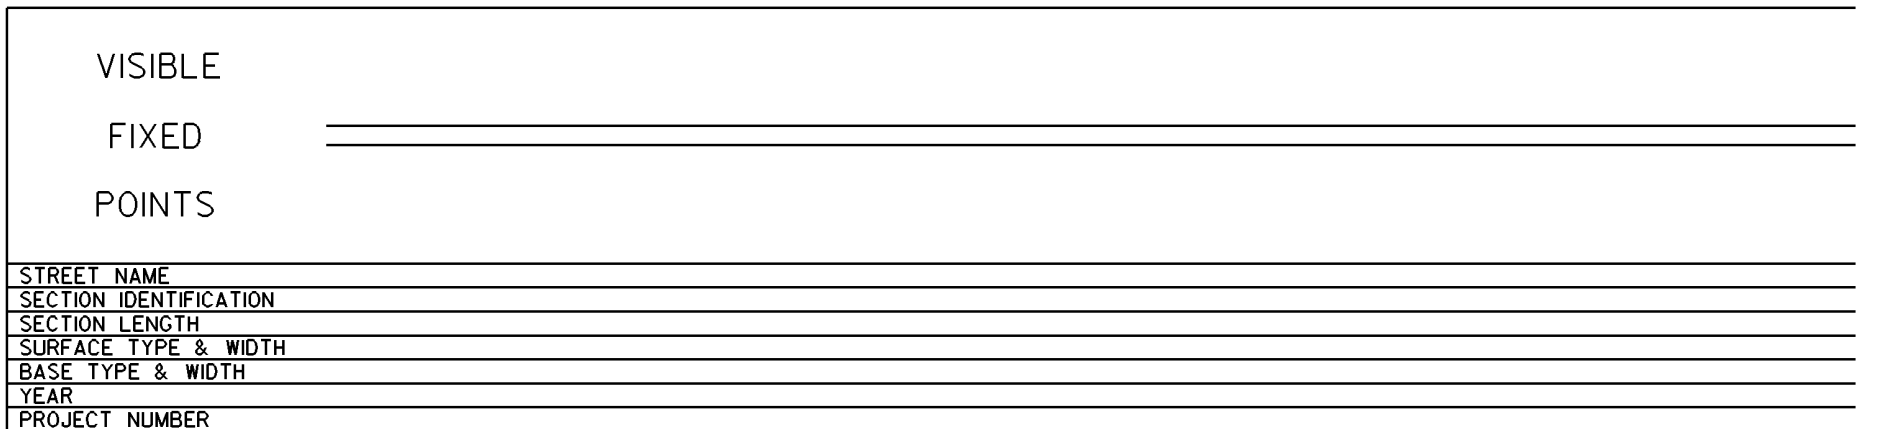 VISIBLE
FIXED
POINTS
STREET NAME
SECTION IDENTIFICATION
SECTION LENGTH
SURFACE TYPE & WIDTH
BASE TYPE & WIDTH
YEAR
PROJECT NUMBER